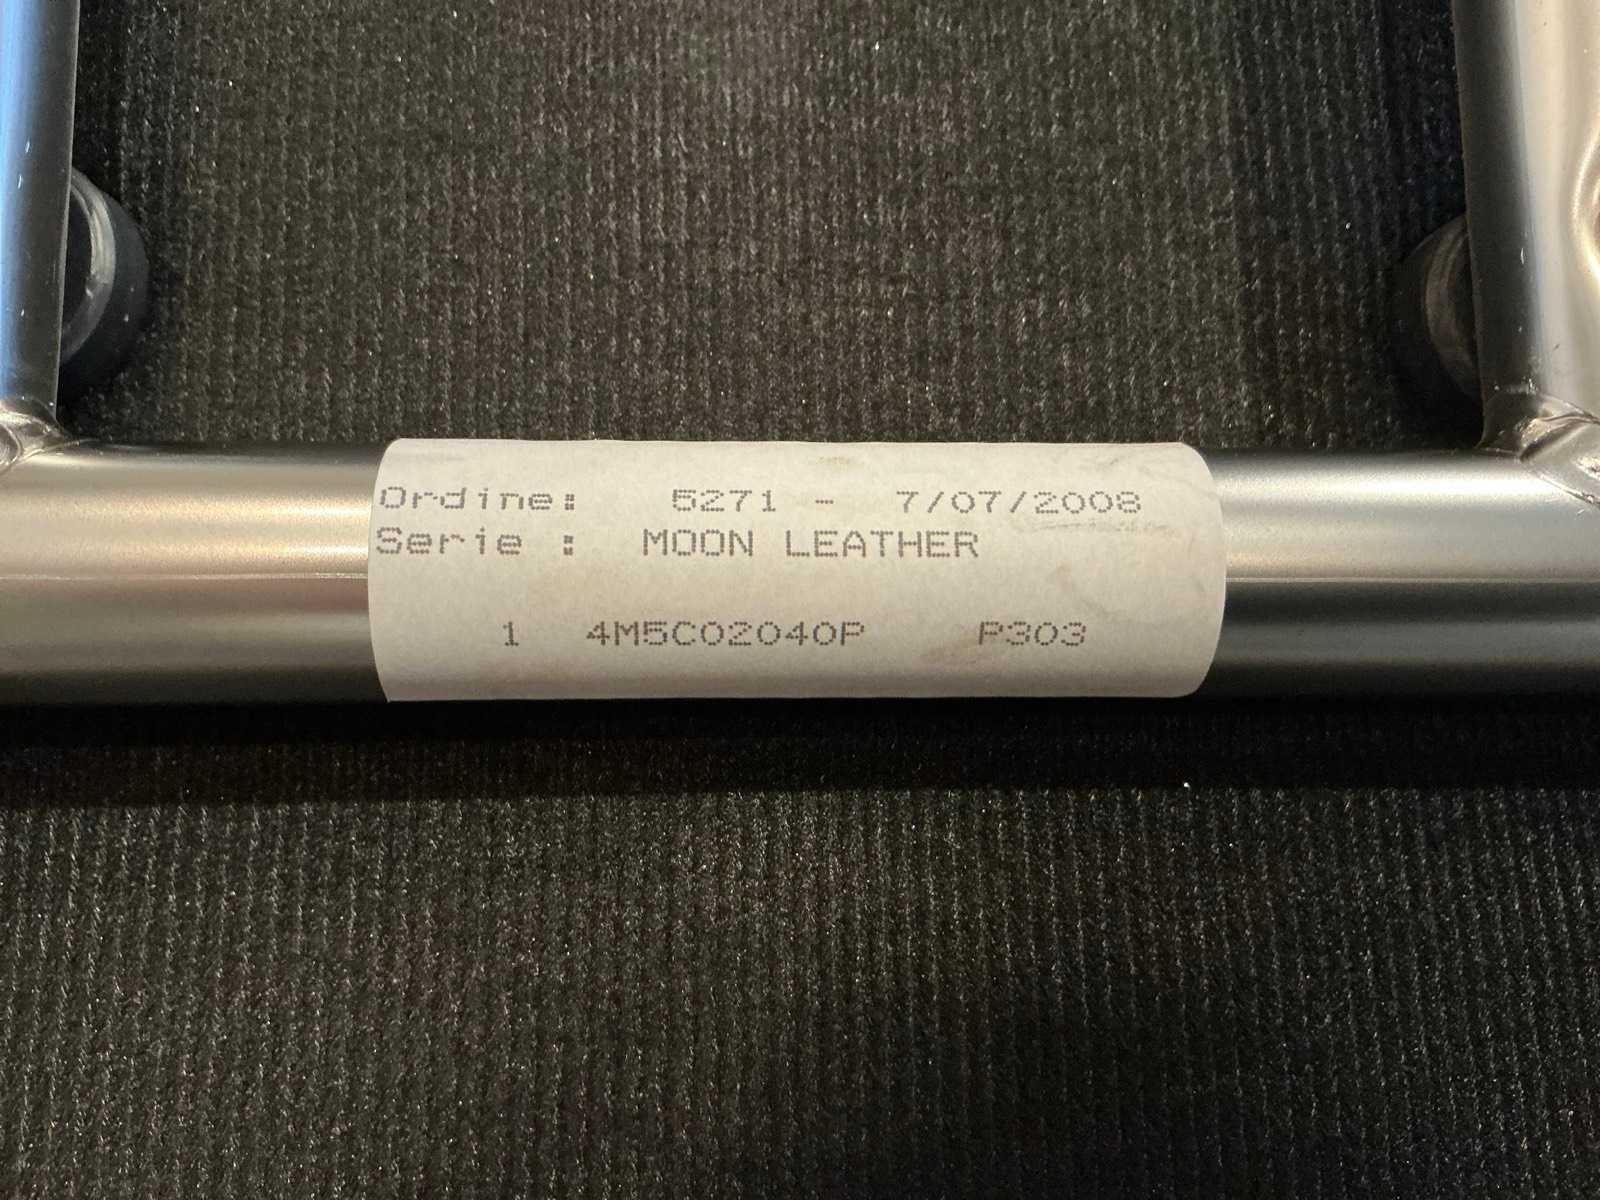 Ordine: 5271 - 7/07/2008
Serie : MOON LEATHER
1 4M5C02040P P303